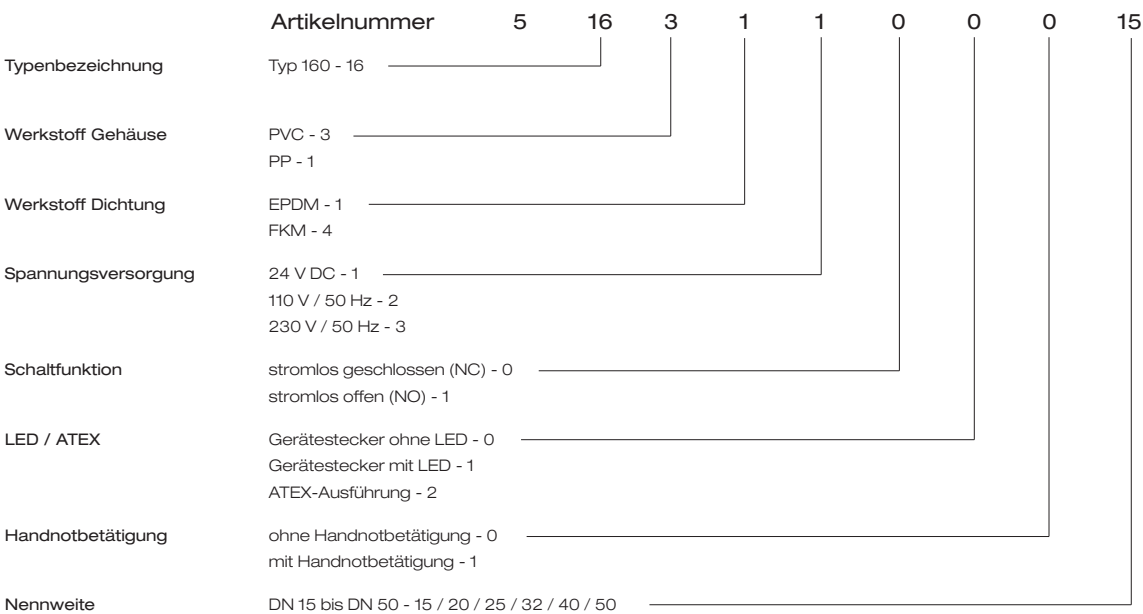 Artikelnummer 5 16 3 1 1 0 0 0 15
Typenbezeichnung Typ 160 - 16
Werkstoff Gehäuse PVC - 3
PP - 1
Werkstoff Dichtung EPDM - 1
FKM - 4
Spannungsversorgung 24 V DC - 1
110 V / 50 Hz - 2
230 V / 50 Hz - 3
Schaltfunktion stromlos geschlossen (NC) - 0
stromlos offen (NO) - 1
LED / ATEX Gerätestecker ohne LED - 0
Gerätestecker mit LED - 1
ATEX-Ausführung - 2
Handnotbetätigung ohne Handnotbetätigung - 0
mit Handnotbetätigung - 1
Nennweite DN 15 bis DN 50 - 15 / 20 / 25 / 32 / 40 / 50